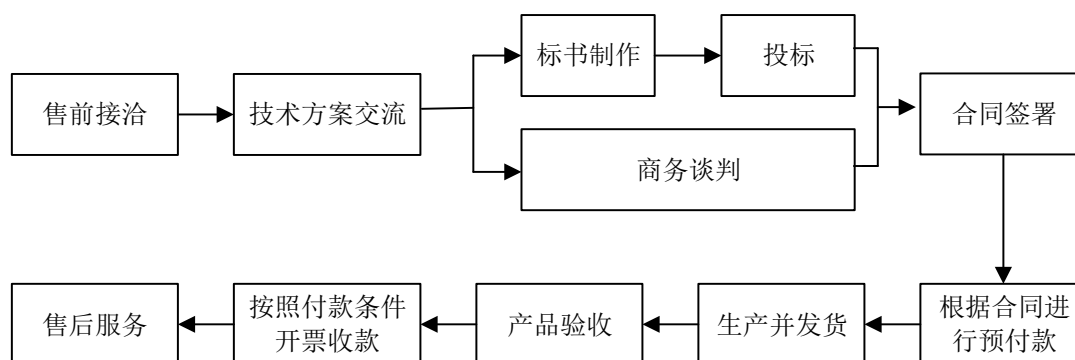 售前接洽
技术方案交流
标书制作
投标
商务谈判
合同签署
根据合同进
行预付款
生产并发货
产品验收
按照付款条件
开票收款
售后服务